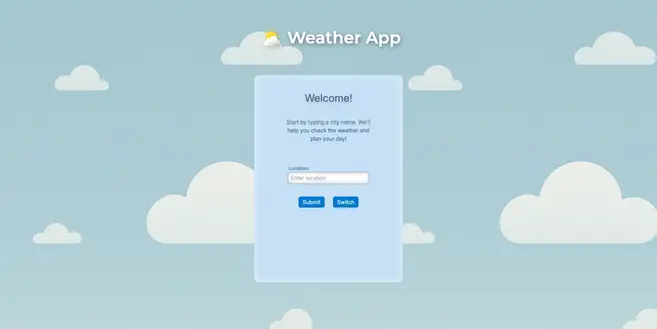 Weather App
Welcome!
Start by typing a city name. We'll
help you check the weather and
plan your day!
Location:
Enter location
Submit
Switch